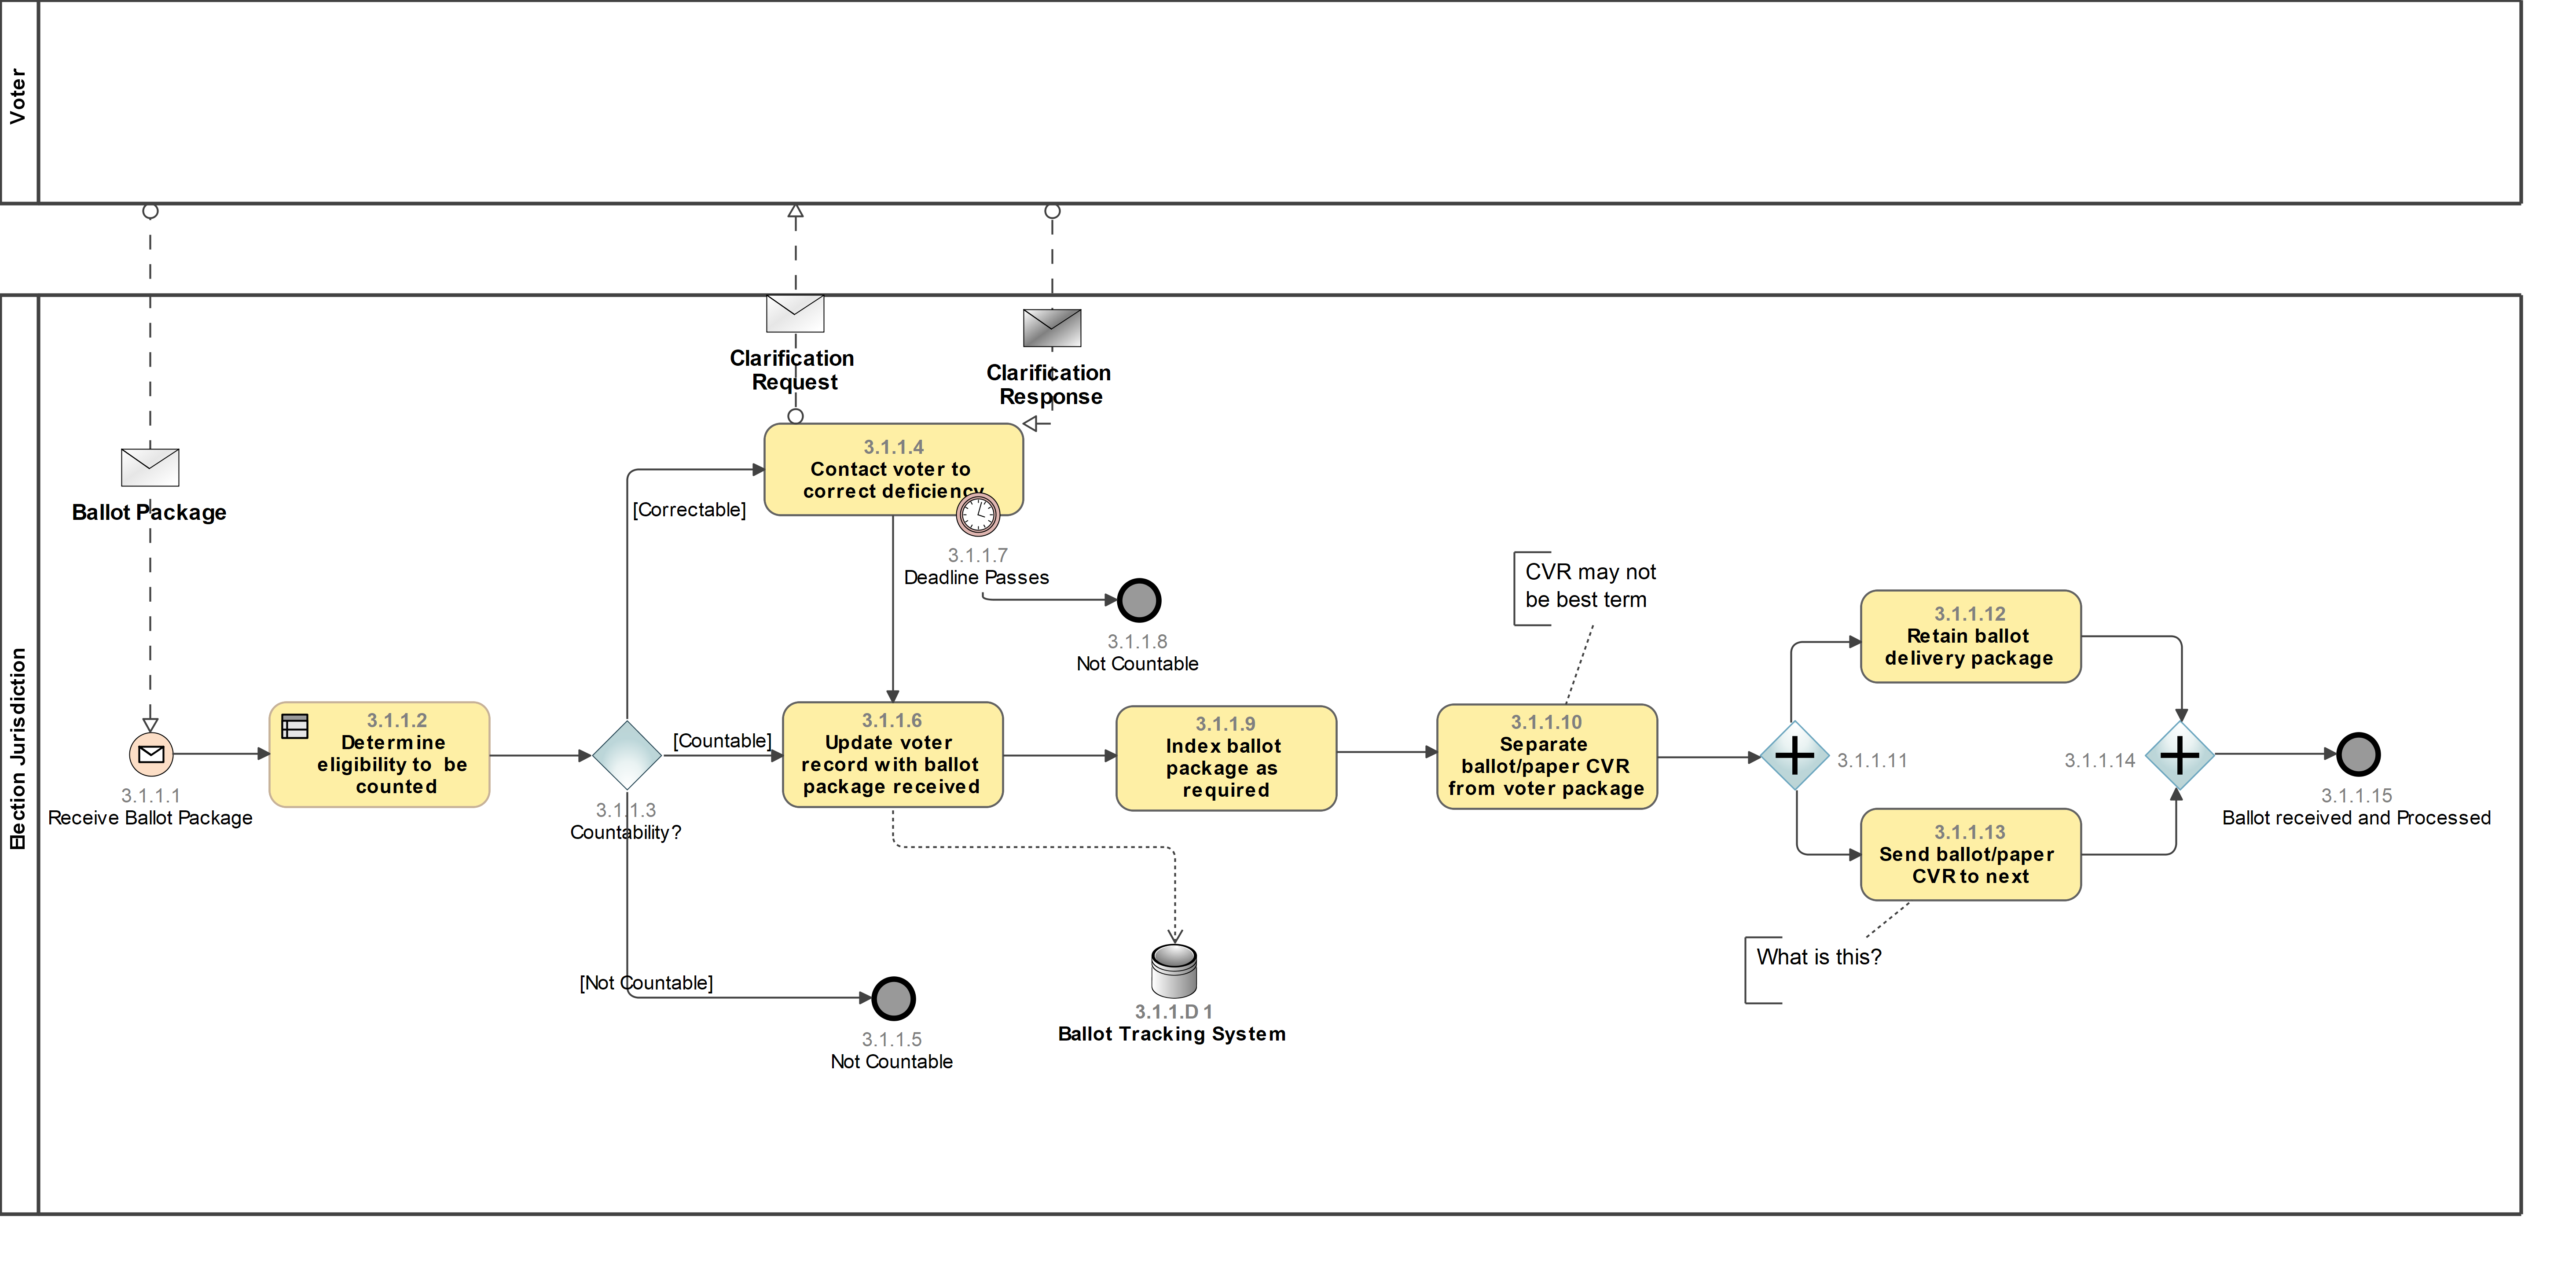 Voter
Election Jurisdiction
Ballot Package
3.1.1.1
Receive Ballot Package
3.1.1.2
Determine
eligibility to be
counted
3.1.1.3
Countability?
[Correctable]
[Countable]
[Not Countable]
Clarification
Request
Clarification
Response
3.1.1.4
Contact voter to
correct deficiency
3.1.1.7
Deadline Passes
3.1.1.8
Not Countable
3.1.1.5
Not Countable
3.1.1.6
Update voter
record with ballot
package received
3.1.1.D1
Ballot Tracking System
3.1.1.9
Index ballot
package as
required
CVR may not
be best term
3.1.1.10
Separate
ballot/paper CVR
from voter package
3.1.1.11
3.1.1.12
Retain ballot
delivery package
3.1.1.13
Send ballot/paper
CVR to next
What is this?
3.1.1.14
3.1.1.15
Ballot received and Processed